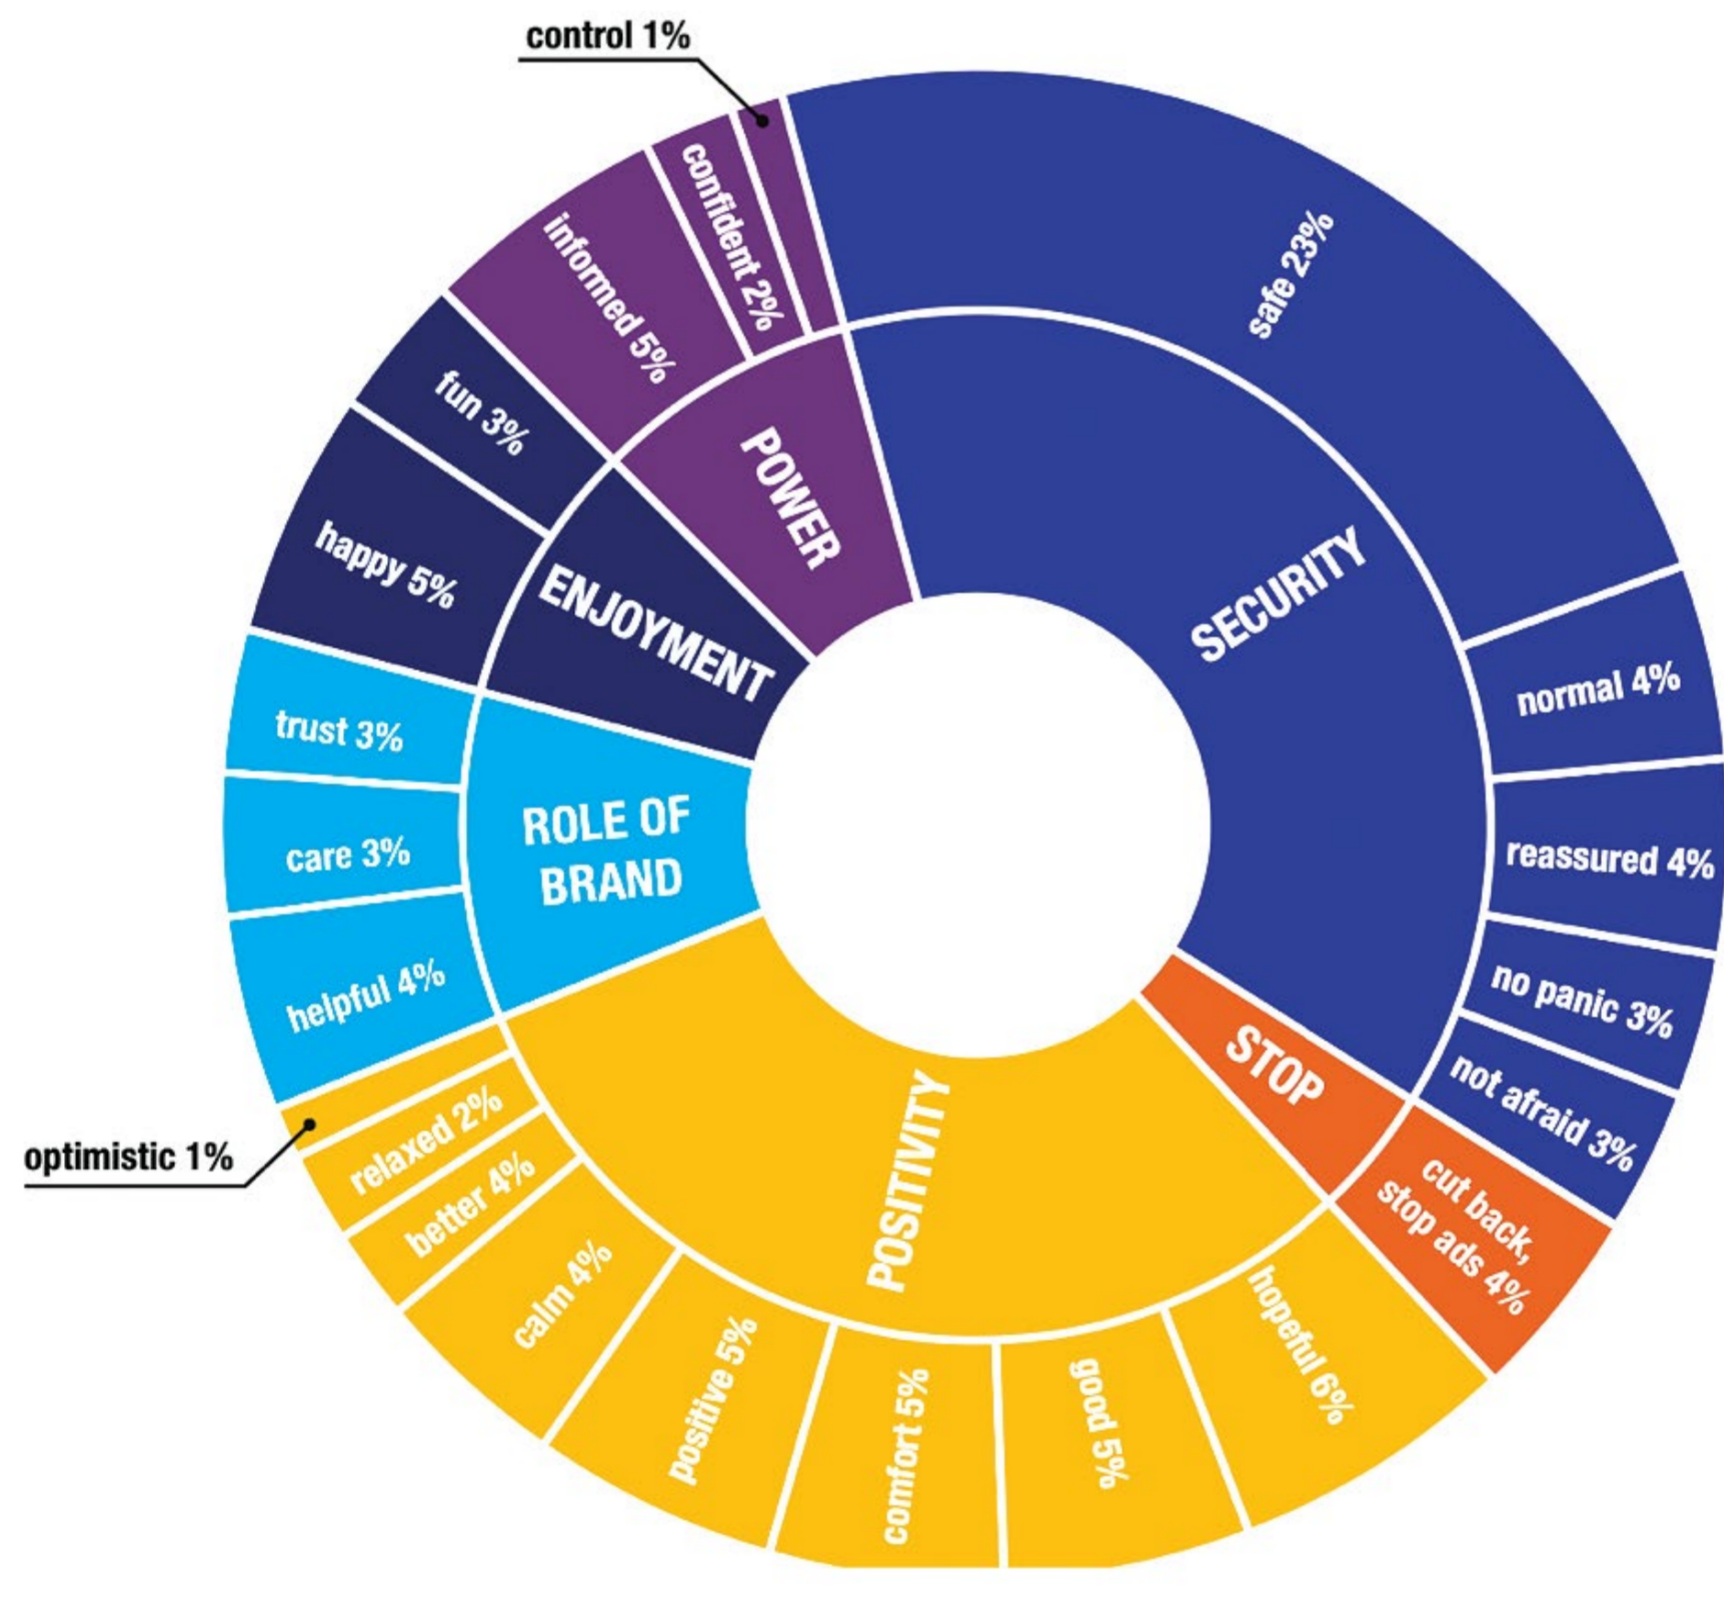 control 1%
safe 23%
SECURITY
normal 4%
reassured 4%
no panic 3%
not afraid 3%
STOP
cut back,
stop ads 4%
POSITIVITY
hopeful 6%
good 5%
comfort 5%
positive 5%
calm 4%
better 4%
relaxed 2%
optimistic 1%
ROLE OF
BRAND
helpful 4%
care 3%
trust 3%
ENJOYMENT
happy 5%
fun 3%
POWER
informed 5%
confident 2%